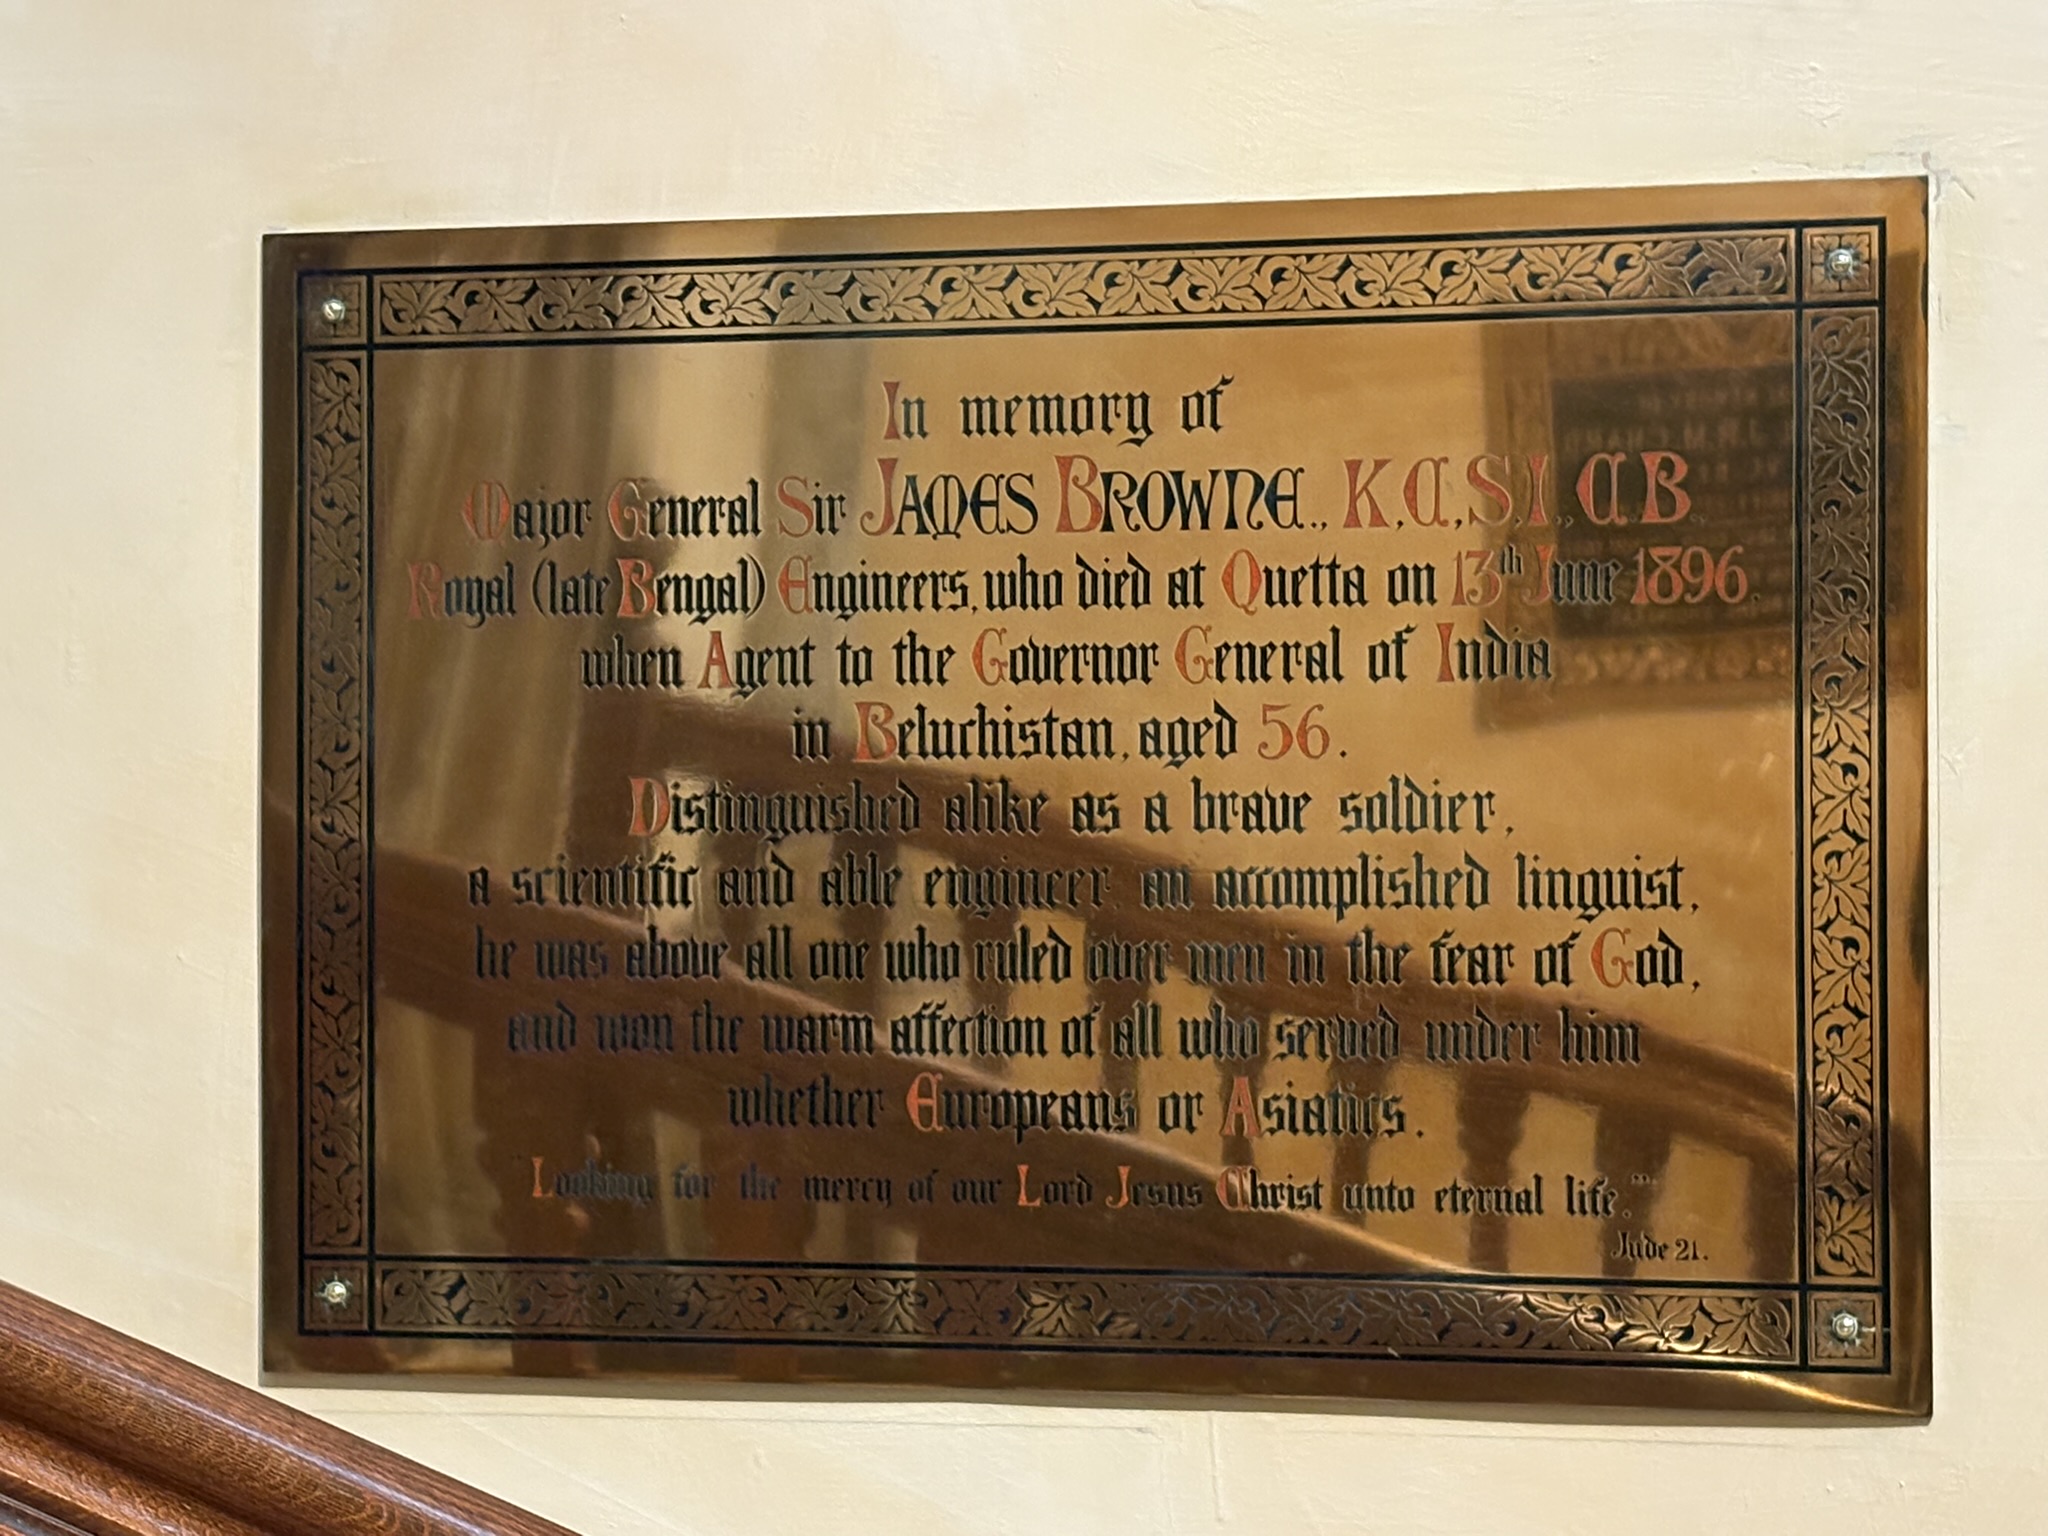 In memory of
Major General Sir JAMES BROWNE., K.C.S.I., C.B.,
Royal (late Bengal) Engineers, who died at Quetta on 13th June 1896,
when Agent to the Governor General of India
in Beluchistan, aged 56.
Distinguished alike as a brave soldier,
a scientific and able engineer, an accomplished linguist,
he was above all one who ruled over men in the fear of God,
and won the warm affection of all who served under him
whether Europeans or Asiatics.
"Looking for the mercy of our Lord Jesus Christ unto eternal life."
Jude 21.